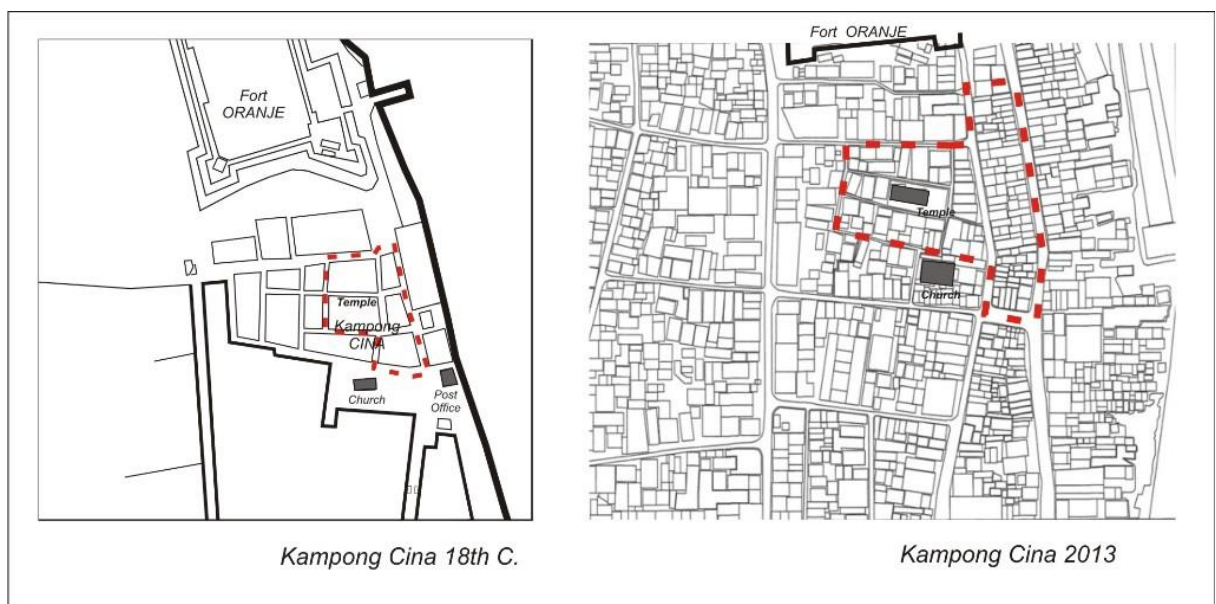 Fort
ORANJE
Temple
Kampong
CINA
Church
Post
Office
Kampong Cina 18th C.
Fort ORANJE
Temple
Church
Kampong Cina 2013